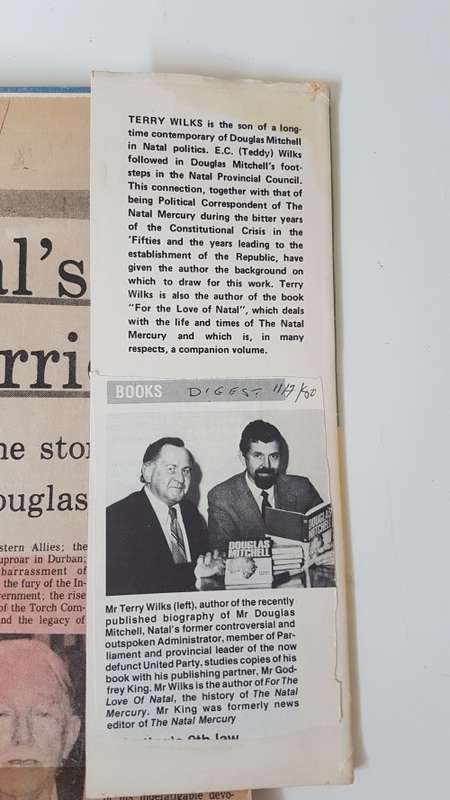 TERRY WILKS is the son of a long-
time contemporary of Douglas Mitchell
in Natal politics. E.C. (Teddy) Wilks
followed in Douglas Mitchell's foot-
steps in the Natal Provincial Council.
This connection, together with that of
being Political Correspondent of The
Natal Mercury during the bitter years
of the Constitutional Crisis in the
'Fifties and the years leading to the
establishment of the Republic, have
given the author the background on
which to draw for this work. Terry
Wilks is also the author of the book
"For the Love of Natal", which deals
with the life and times of The Natal
Mercury and which is, in many
respects, a companion volume.
BOOKS DIGEST
DOUGLAS
MITCHELL
DOUGLAS
MITCHELL
Mr Terry Wilks (left), author of the recently
published biography of Mr Douglas
Mitchell, Natal's former controversial and
outspoken Administrator, member of Par-
liament and provincial leader of the now
defunct United Party, studies copies of his
book with his publishing partner, Mr God-
frey King. Mr Wilks is the author of For The
Love Of Natal, the history of The Natal
Mercury. Mr King was formerly news
editor of The Natal Mercury
al's
rrie
he stor
ouglas
stern Allies; the
uproar in Durban;
barrassment of
the fury of the In-
ernment; the rise
of the Torch Com-
nd the legacy of